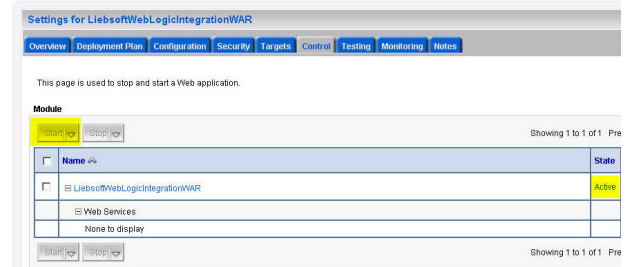 Settings for LiebsoftWebLogicIntegrationWAR
Overview Deployment Plan Configuration Security Targets Control Testing Monitoring Notes
This page is used to stop and start a Web application.
Module
Start Stop Showing 1 to 1 of 1 Pre
Name State
LiebsoftWebLogicIntegrationWAR Active
Web Services
None to display
Start Stop Showing 1 to 1 of 1 Pre